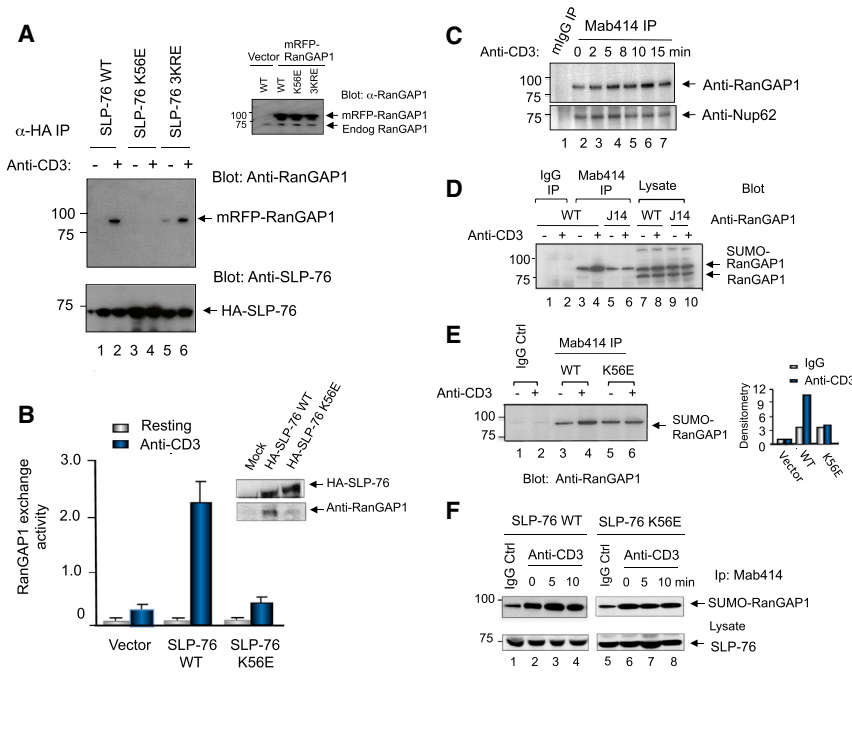 A
SLP-76 WT
SLP-76 K56E
SLP-76 3KRE
α-HA IP
Anti-CD3: - + - + - +
Blot: Anti-RanGAP1
100
75
mRFP-RanGAP1
Blot: Anti-SLP-76
75
HA-SLP-76
1 2 3 4 5 6
mRFP-
Vector RanGAP1
WT WT K56E 3KRE
Blot: α-RanGAP1
100
75
mRFP-RanGAP1
Endog RanGAP1
B
Resting
Anti-CD3
RanGAP1 exchange
activity
3.0
2.0
1.0
0
Vector
SLP-76
WT
SLP-76
K56E
Mock
HA-SLP-76 WT
HA-SLP-76 K56E
HA-SLP-76
Anti-RanGAP1
C
mIgG IP
Mab414 IP
Anti-CD3: 0 2 5 8 10 15 min
100
75
Anti-RanGAP1
75
Anti-Nup62
1 2 3 4 5 6 7
D
IgG
IP
Mab414
IP
Lysate
Blot
WT J14 WT J14
Anti-RanGAP1
Anti-CD3 - + - + - + - + - +
100
75
SUMO-
RanGAP1
RanGAP1
1 2 3 4 5 6 7 8 9 10
E
IgG Ctrl
Mab414 IP
WT K56E
Anti-CD3 - + - + - +
100
75
SUMO-
RanGAP1
1 2 3 4 5 6
Blot: Anti-RanGAP1
IgG
Anti-CD3
Densitometry
12
9
6
3
0
Vector
WT
K56E
F
SLP-76 WT SLP-76 K56E
IgG Ctrl
Anti-CD3
0 5 10
IgG Ctrl
Anti-CD3
0 5 10 min
Ip: Mab414
100
SUMO-RanGAP1
Lysate
75
SLP-76
1 2 3 4 5 6 7 8